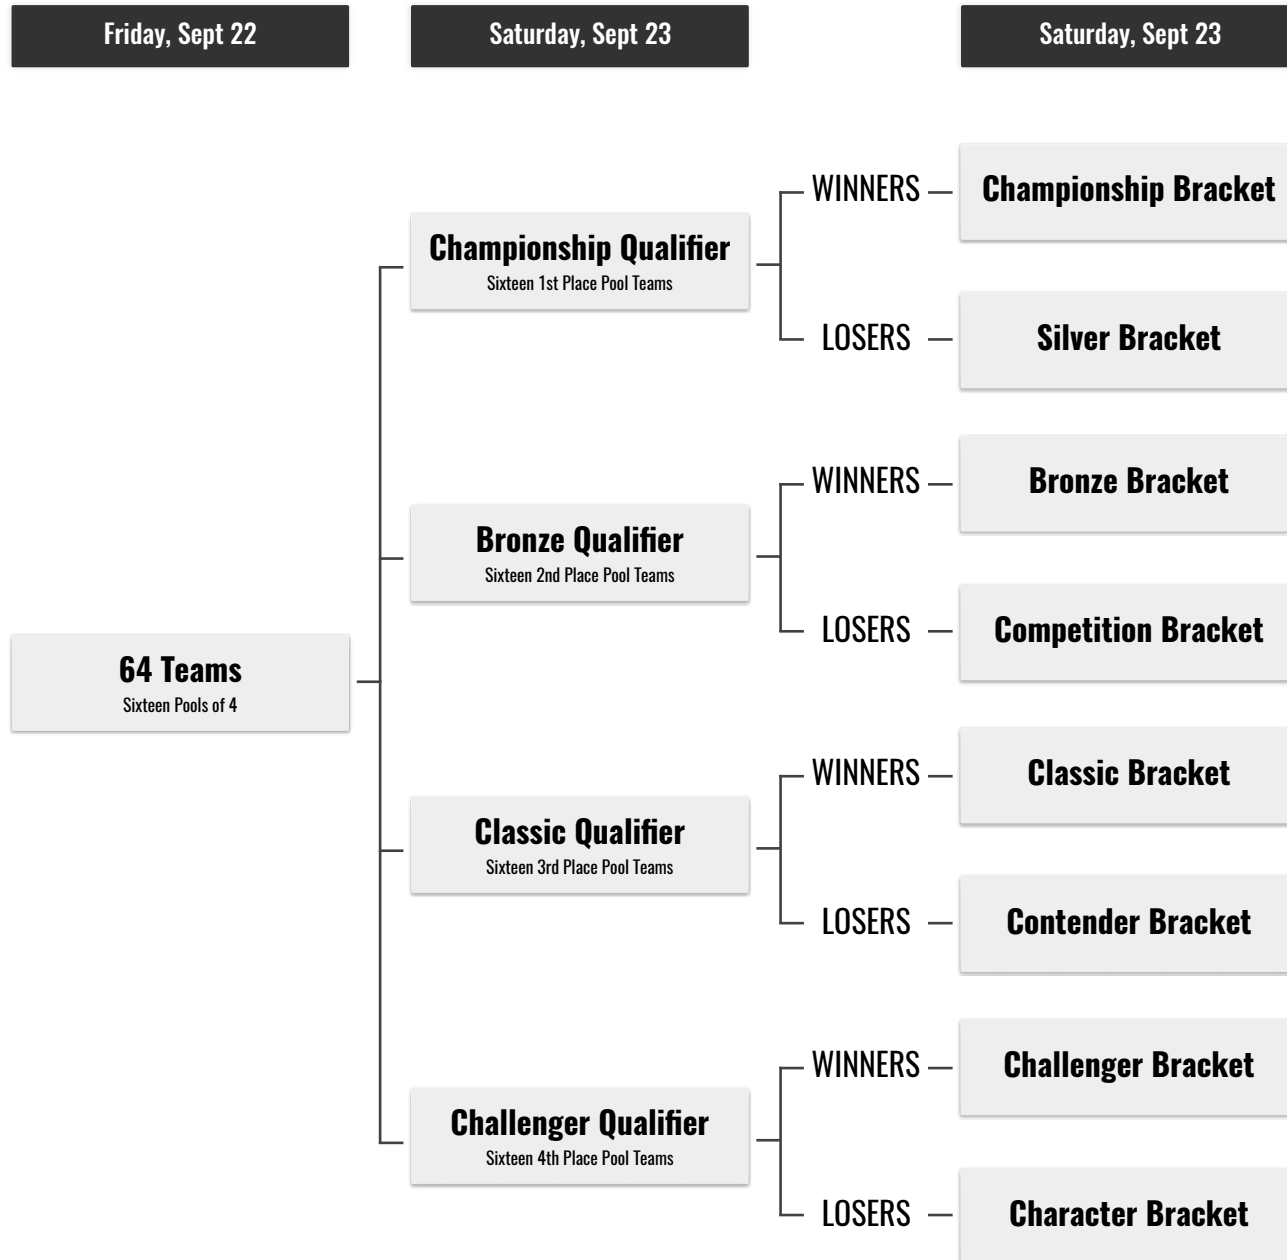 Friday, Sept 22
Saturday, Sept 23
Saturday, Sept 23
64 Teams
Sixteen Pools of 4
Championship Qualifier
Sixteen 1st Place Pool Teams
WINNERS
Championship Bracket
LOSERS
Silver Bracket
Bronze Qualifier
Sixteen 2nd Place Pool Teams
WINNERS
Bronze Bracket
LOSERS
Competition Bracket
Classic Qualifier
Sixteen 3rd Place Pool Teams
WINNERS
Classic Bracket
LOSERS
Contender Bracket
Challenger Qualifier
Sixteen 4th Place Pool Teams
WINNERS
Challenger Bracket
LOSERS
Character Bracket